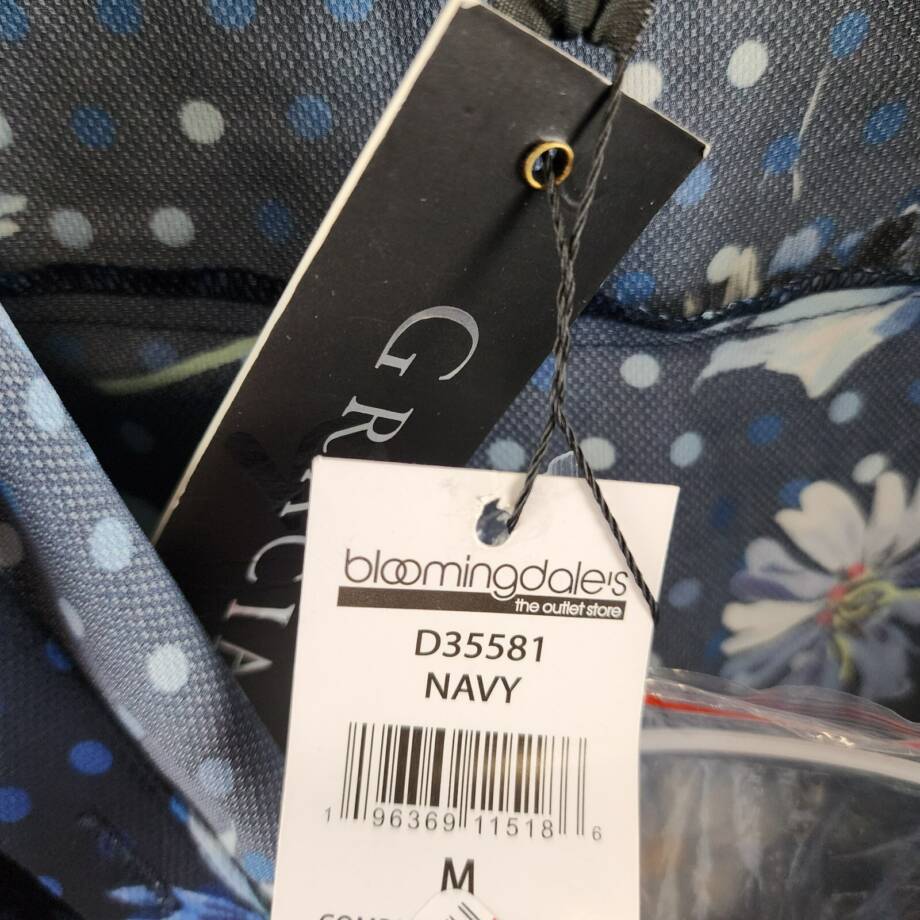 GRACIA
bloomingdale's
the outlet store
D35581
NAVY
1 96369 11518 6
M